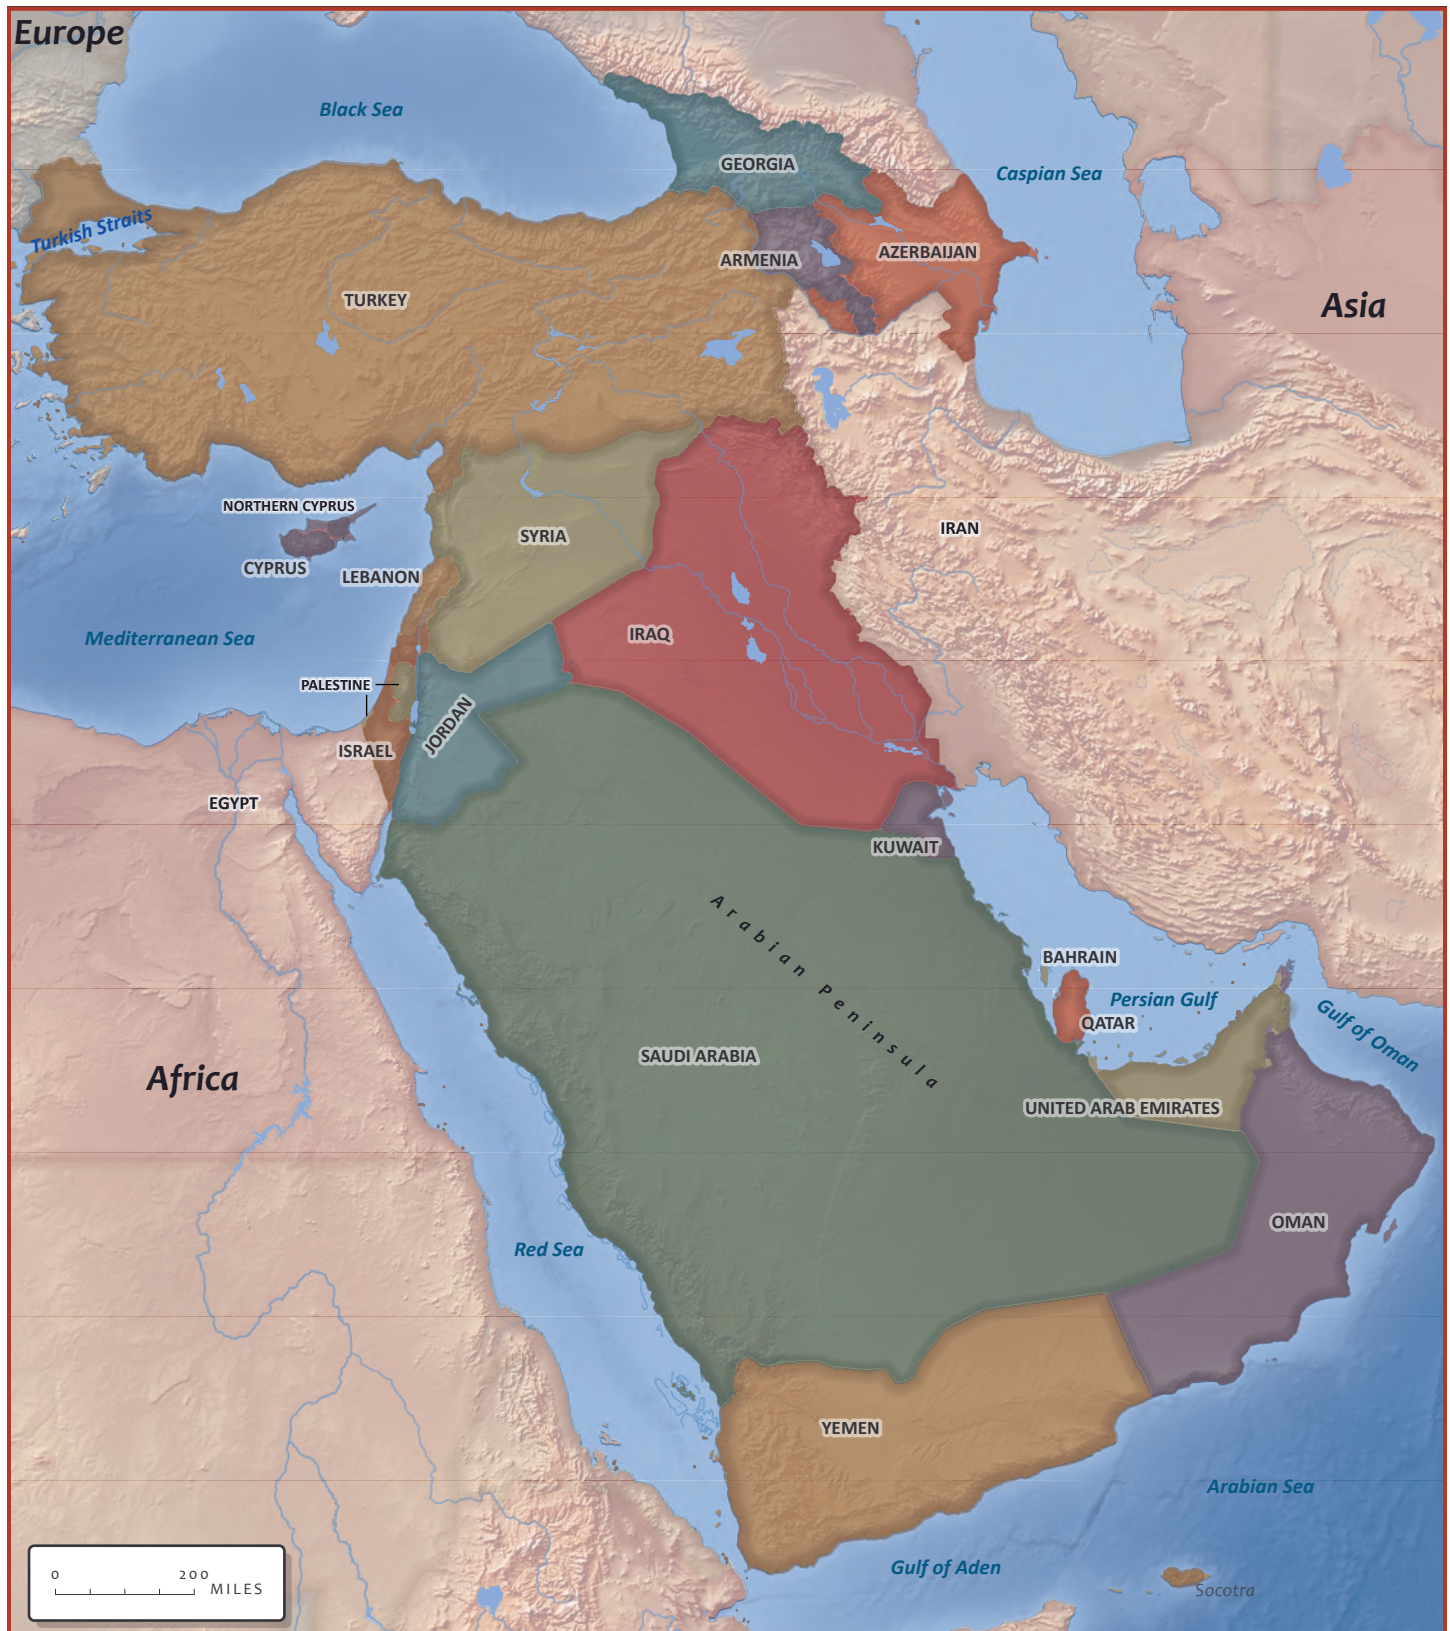 Europe
Black Sea
GEORGIA
Caspian Sea
Turkish Straits
ARMENIA
AZERBAIJAN
TURKEY
Asia
NORTHERN CYPRUS
SYRIA
IRAN
CYPRUS
LEBANON
Mediterranean Sea
IRAQ
PALESTINE
JORDAN
ISRAEL
EGYPT
KUWAIT
Arabian Peninsula
BAHRAIN
Persian Gulf
QATAR
Gulf of Oman
SAUDI ARABIA
Africa
UNITED ARAB EMIRATES
OMAN
Red Sea
YEMEN
Arabian Sea
Gulf of Aden
Socotra
0 200
MILES